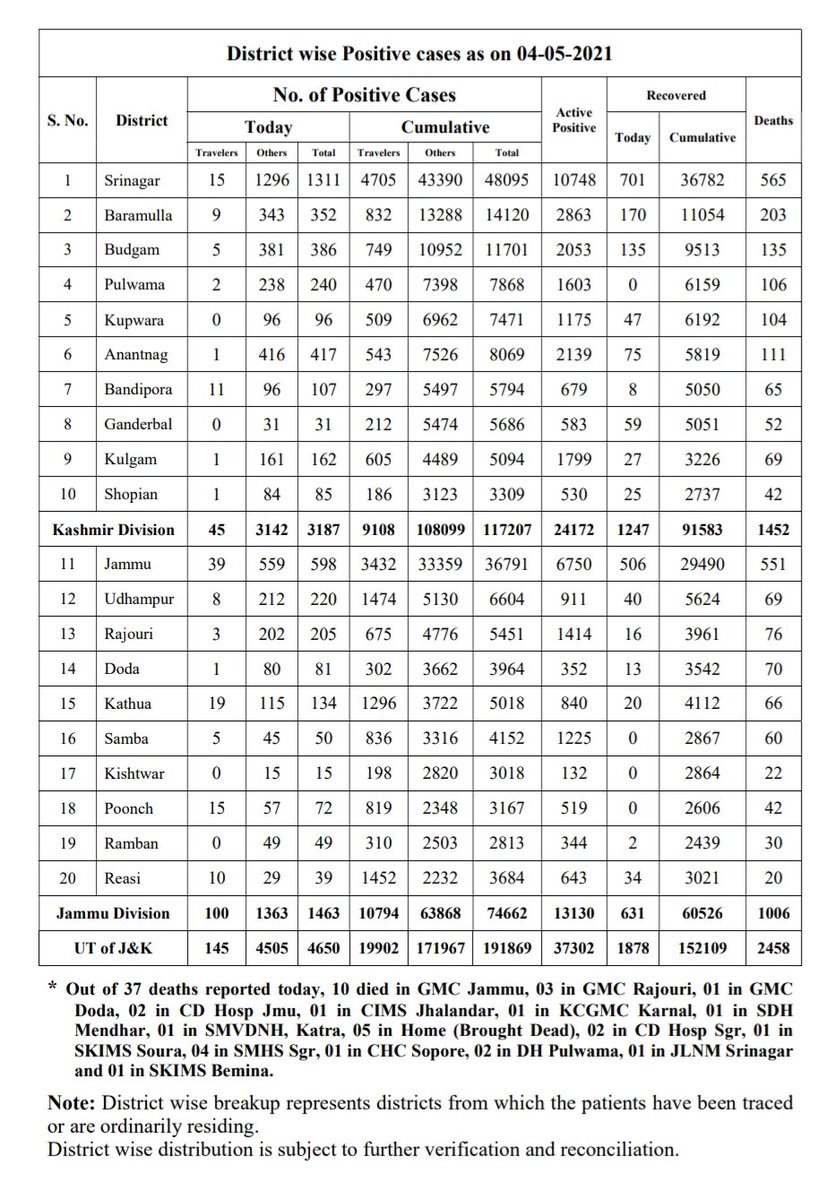 District wise Positive cases as on 04-05-2021
S. No. District No. of Positive Cases Active Positive Recovered Deaths
Today Cumulative Today Cumulative
Travelers Others Total Travelers Others Total
1 Srinagar 15 1296 1311 4705 43390 48095 10748 701 36782 565
2 Baramulla 9 343 352 832 13288 14120 2863 170 11054 203
3 Budgam 5 381 386 749 10952 11701 2053 135 9513 135
4 Pulwama 2 238 240 470 7398 7868 1603 0 6159 106
5 Kupwara 0 96 96 509 6962 7471 1175 47 6192 104
6 Anantnag 1 416 417 543 7526 8069 2139 75 5819 111
7 Bandipora 11 96 107 297 5497 5794 679 8 5050 65
8 Ganderbal 0 31 31 212 5474 5686 583 59 5051 52
9 Kulgam 1 161 162 605 4489 5094 1799 27 3226 69
10 Shopian 1 84 85 186 3123 3309 530 25 2737 42
Kashmir Division 45 3142 3187 9108 108099 117207 24172 1247 91583 1452
11 Jammu 39 559 598 3432 33359 36791 6750 506 29490 551
12 Udhampur 8 212 220 1474 5130 6604 911 40 5624 69
13 Rajouri 3 202 205 675 4776 5451 1414 16 3961 76
14 Doda 1 80 81 302 3662 3964 352 13 3542 70
15 Kathua 19 115 134 1296 3722 5018 840 20 4112 66
16 Samba 5 45 50 836 3316 4152 1225 0 2867 60
17 Kishtwar 0 15 15 198 2820 3018 132 0 2864 22
18 Poonch 15 57 72 819 2348 3167 519 0 2606 42
19 Ramban 0 49 49 310 2503 2813 344 2 2439 30
20 Reasi 10 29 39 1452 2232 3684 643 34 3021 20
Jammu Division 100 1363 1463 10794 63868 74662 13130 631 60526 1006
UT of J&K 145 4505 4650 19902 171967 191869 37302 1878 152109 2458
* Out of 37 deaths reported today, 10 died in GMC Jammu, 03 in GMC Rajouri, 01 in GMC
Doda, 02 in CD Hosp Jmu, 01 in CIMS Jhalandar, 01 in KCGMC Karnal, 01 in SDH
Mendhar, 01 in SMVDNH, Katra, 05 in Home (Brought Dead), 02 in CD Hosp Sgr, 01 in
SKIMS Soura, 04 in SMHS Sgr, 01 in CHC Sopore, 02 in DH Pulwama, 01 in JLNM Srinagar
and 01 in SKIMS Bemina.
Note: District wise breakup represents districts from which the patients have been traced
or are ordinarily residing.
District wise distribution is subject to further verification and reconciliation.